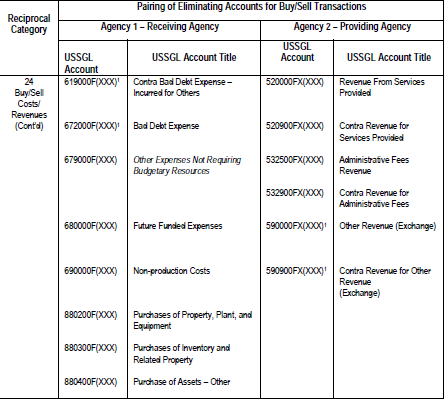 Reciprocal
Category
Pairing of Eliminating Accounts for Buy/Sell Transactions
Agency 1 – Receiving Agency
Agency 2 – Providing Agency
USSGL
Account
USSGL Account Title
USSGL
Account
USSGL Account Title
24
Buy/Sell
Costs/
Revenues
(Cont'd)
619000F(XXX)¹
Contra Bad Debt Expense –
Incurred for Others
520000FX(XXX)
Revenue From Services
Provided
672000F(XXX)¹
Bad Debt Expense
520900FX(XXX)
Contra Revenue for
Services Provided
679000F(XXX)
Other Expenses Not Requiring
Budgetary Resources
532500FX(XXX)
Administrative Fees
Revenue
532900FX(XXX)
Contra Revenue for
Administrative Fees
680000F(XXX)
Future Funded Expenses
590000FX(XXX)¹
Other Revenue (Exchange)
690000F(XXX)
Non-production Costs
590900FX(XXX)¹
Contra Revenue for Other
Revenue
(Exchange)
880200F(XXX)
Purchases of Property, Plant, and
Equipment
880300F(XXX)
Purchases of Inventory and
Related Property
880400F(XXX)
Purchase of Assets – Other